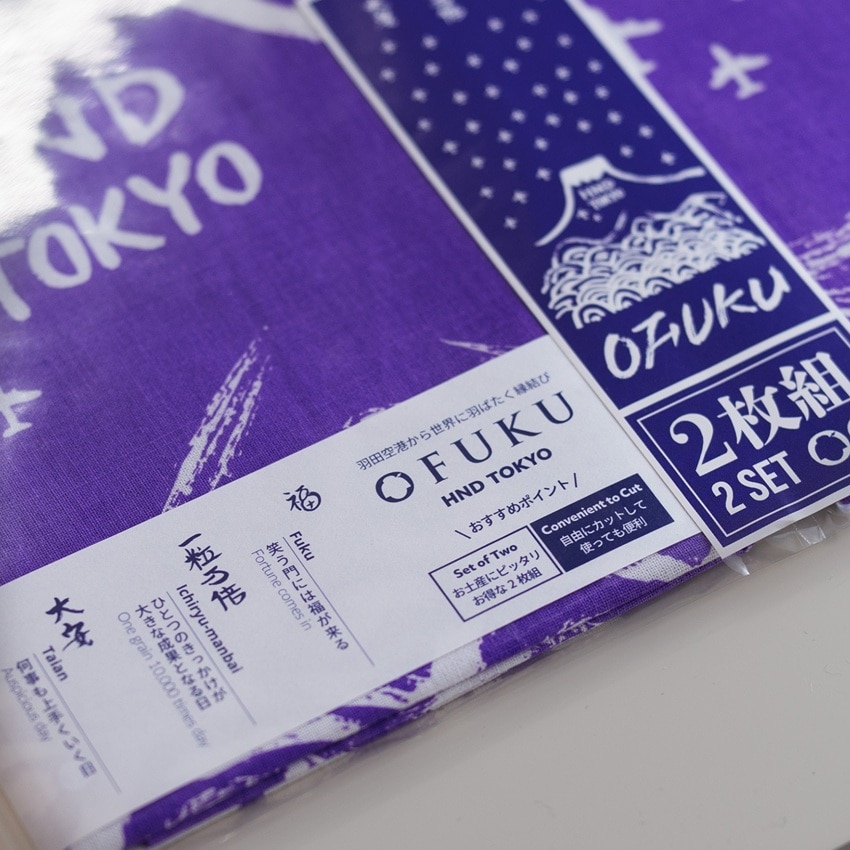 ND
TOKYO
HND
TOKYO
OFUKU
2枚組
2 SET
羽田空港から世界に羽ばたく縁結び
OFUKU
HND TOKYO
\おすすめポイント/
Set of Two
お土産にピッタリ
お得な2枚組
Convenient to Cut
自由にカットして
使っても便利
福
Fuku
笑う門には福が来る
Fortune comes in
一粒万倍
Ichiryu-manbai
ひとつのきっかけが
大きな成果となる日
One grain 10,000 times day
大安
Taian
何事も上手くいく日
Auspicious day